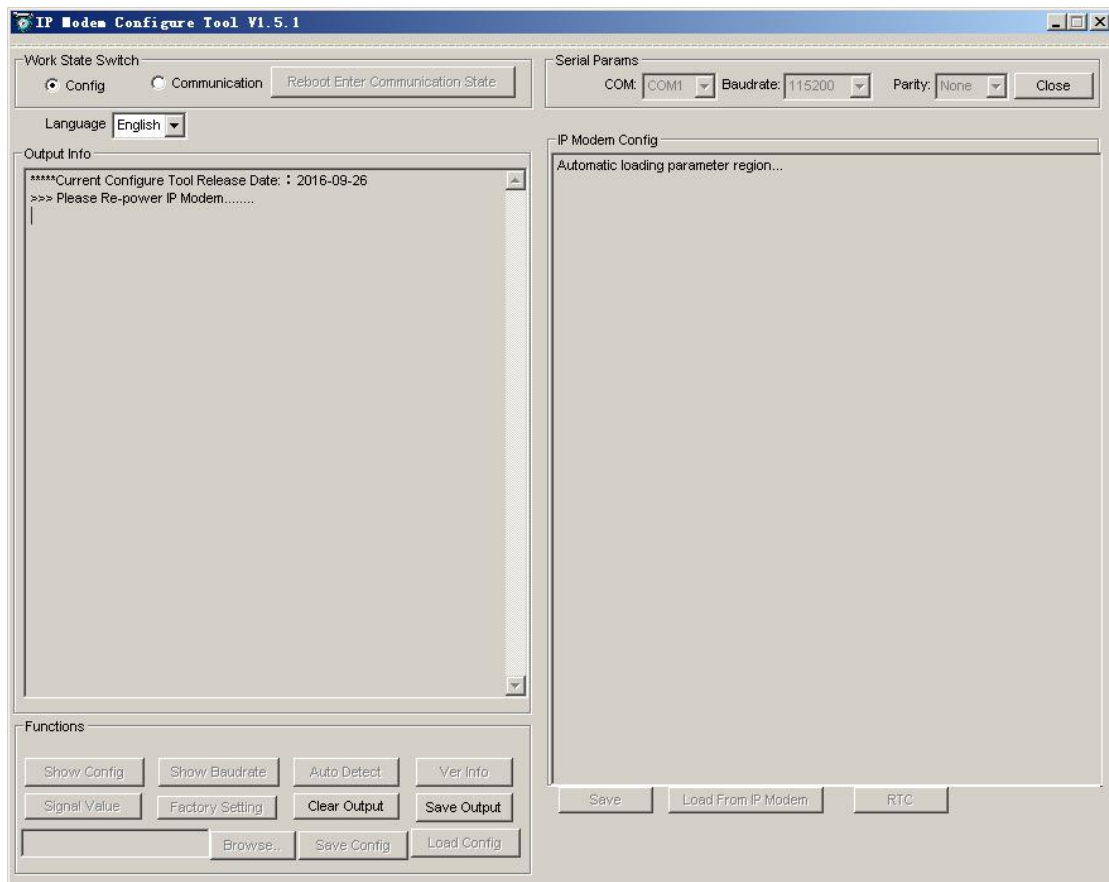 IP Modem Configure Tool V1.5.1
Work State Switch
Config
Communication
Reboot Enter Communication State
Serial Params
COM: COM1
Baudrate: 115200
Parity: None
Close
Language English
Output Info
*****Current Configure Tool Release Date: : 2016-09-26
>>> Please Re-power IP Modem........
IP Modem Config
Automatic loading parameter region...
Functions
Show Config
Show Baudrate
Auto Detect
Ver Info
Signal Value
Factory Setting
Clear Output
Save Output
Browse..
Save Config
Load Config
Save
Load From IP Modem
RTC